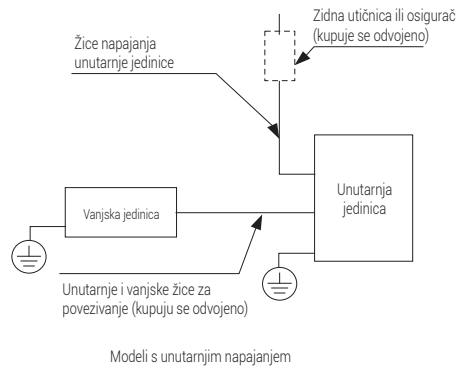 Zidna utičnica ili osigurač
(kupuje se odvojeno)
Žice napajanja
unutarnje jedinice
Unutarnja
jedinica
Vanjska jedinica
Unutarnje i vanjske žice za
povezivanje (kupuju se odvojeno)
Modeli s unutarnjim napajanjem